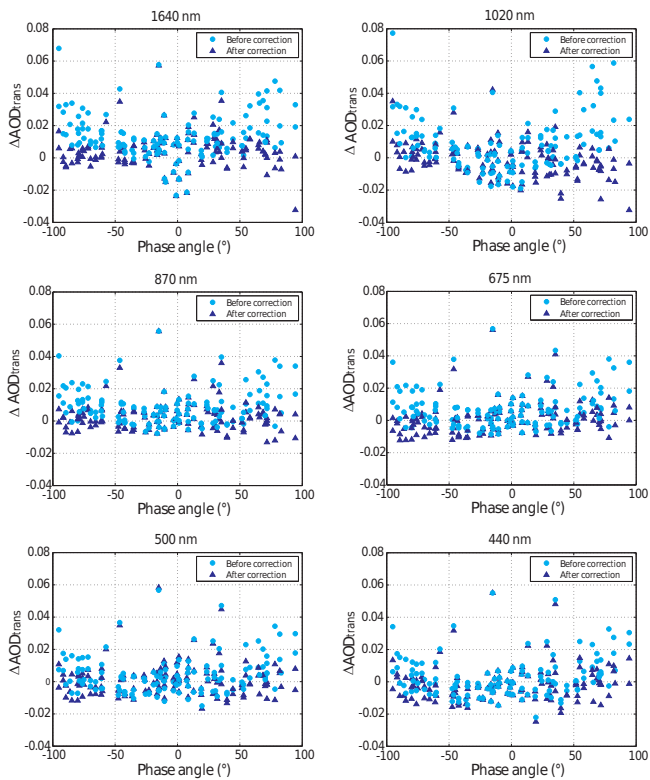 1640 nm
Before correction
After correction
0.08
0.06
0.04
0.02
0
-0.02
-0.04
ΔAODtrans
-100 -50 0 50 100
Phase angle (°)
1020 nm
Before correction
After correction
0.08
0.06
0.04
0.02
0
-0.02
-0.04
ΔAODtrans
-100 -50 0 50 100
Phase angle (°)
870 nm
Before correction
After correction
0.08
0.06
0.04
0.02
0
-0.02
-0.04
Δ AODtrans
-100 -50 0 50 100
Phase angle (°)
675 nm
Before correction
After correction
0.08
0.06
0.04
0.02
0
-0.02
-0.04
ΔAODtrans
-100 -50 0 50 100
Phase angle (°)
500 nm
Before correction
After correction
0.08
0.06
0.04
0.02
0
-0.02
-0.04
ΔAODtrans
-100 -50 0 50 100
Phase angle (°)
440 nm
Before correction
After correction
0.08
0.06
0.04
0.02
0
-0.02
-0.04
ΔAODtrans
-100 -50 0 50 100
Phase angle (°)